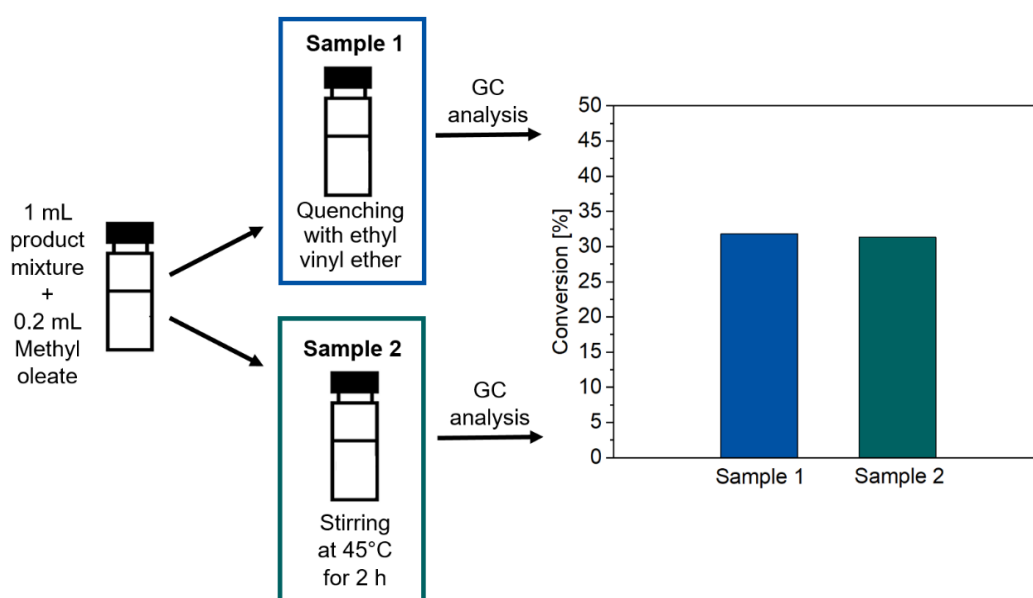 1 mL
product
mixture
+
0.2 mL
Methyl
oleate
Sample 1
Quenching
with ethyl
vinyl ether
GC
analysis
Sample 2
Stirring
at 45°C
for 2 h
GC
analysis
Conversion [%]
50
45
40
35
30
25
20
15
10
5
0
Sample 1
Sample 2